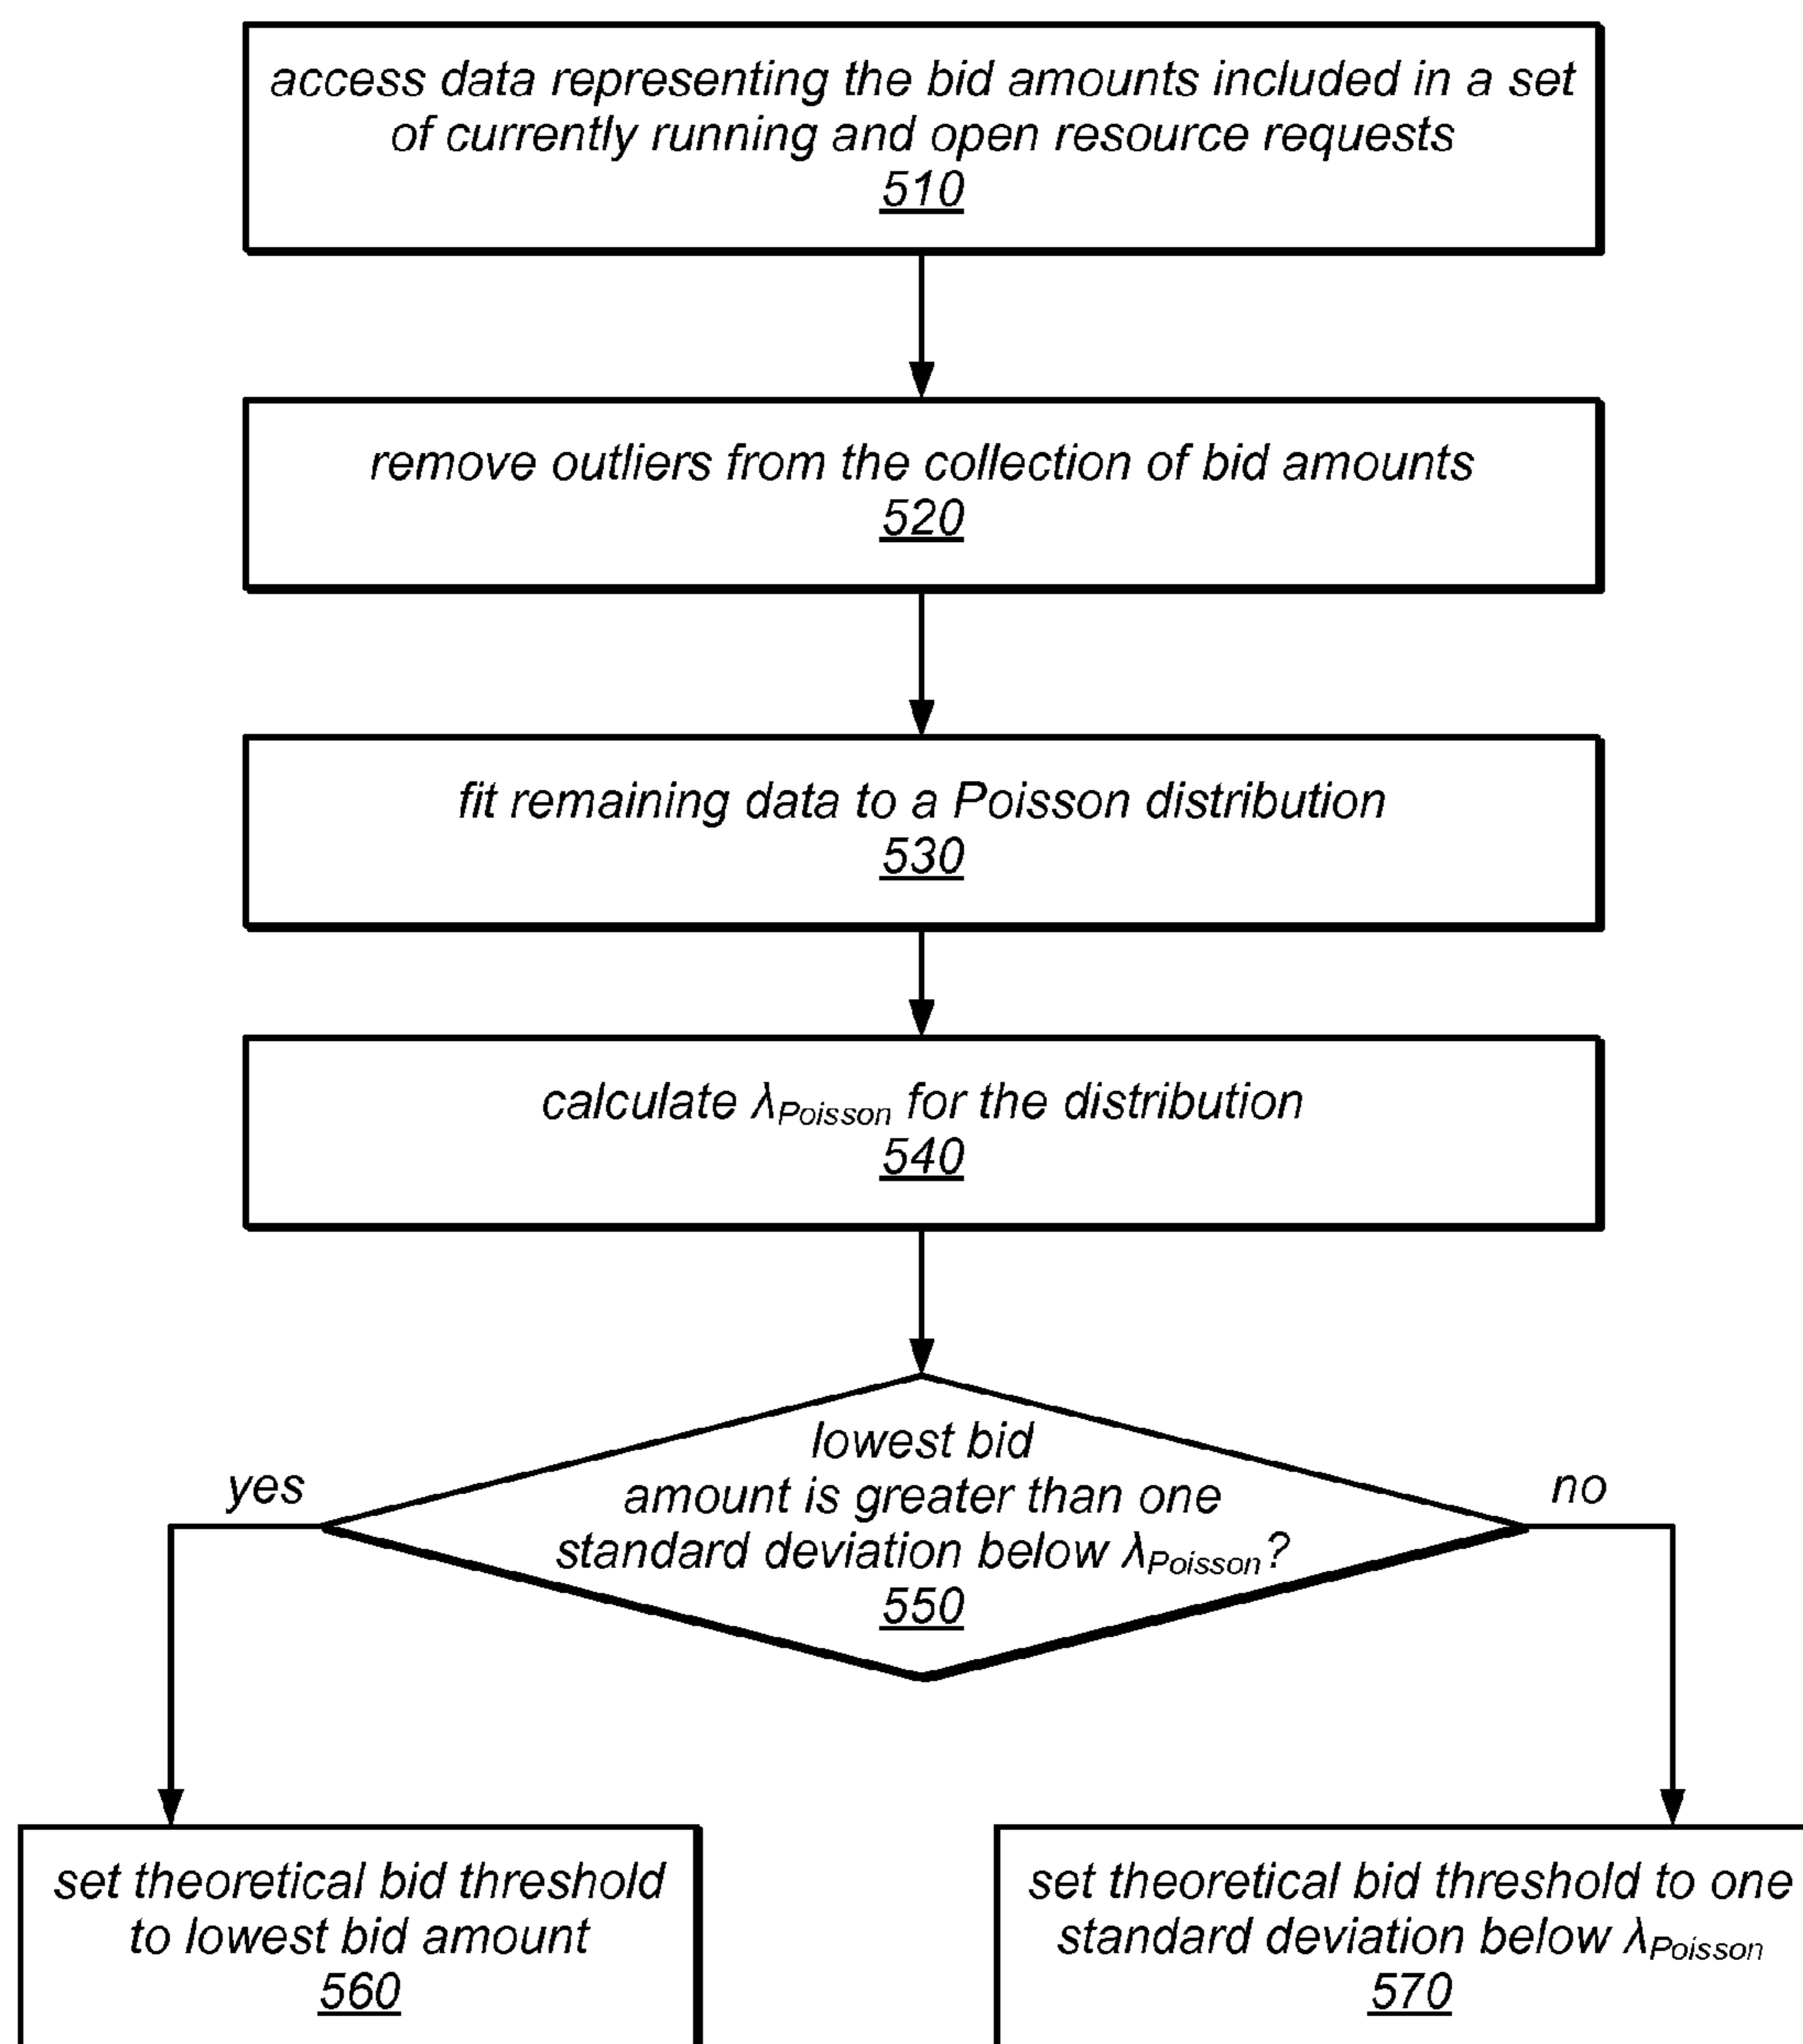 access data representing the bid amounts included in a set
of currently running and open resource requests
510
remove outliers from the collection of bid amounts
520
fit remaining data to a Poisson distribution
530
calculate λPoisson for the distribution
540
lowest bid
amount is greater than one
standard deviation below λPoisson?
550
yes
no
set theoretical bid threshold
to lowest bid amount
560
set theoretical bid threshold to one
standard deviation below λPoisson
570